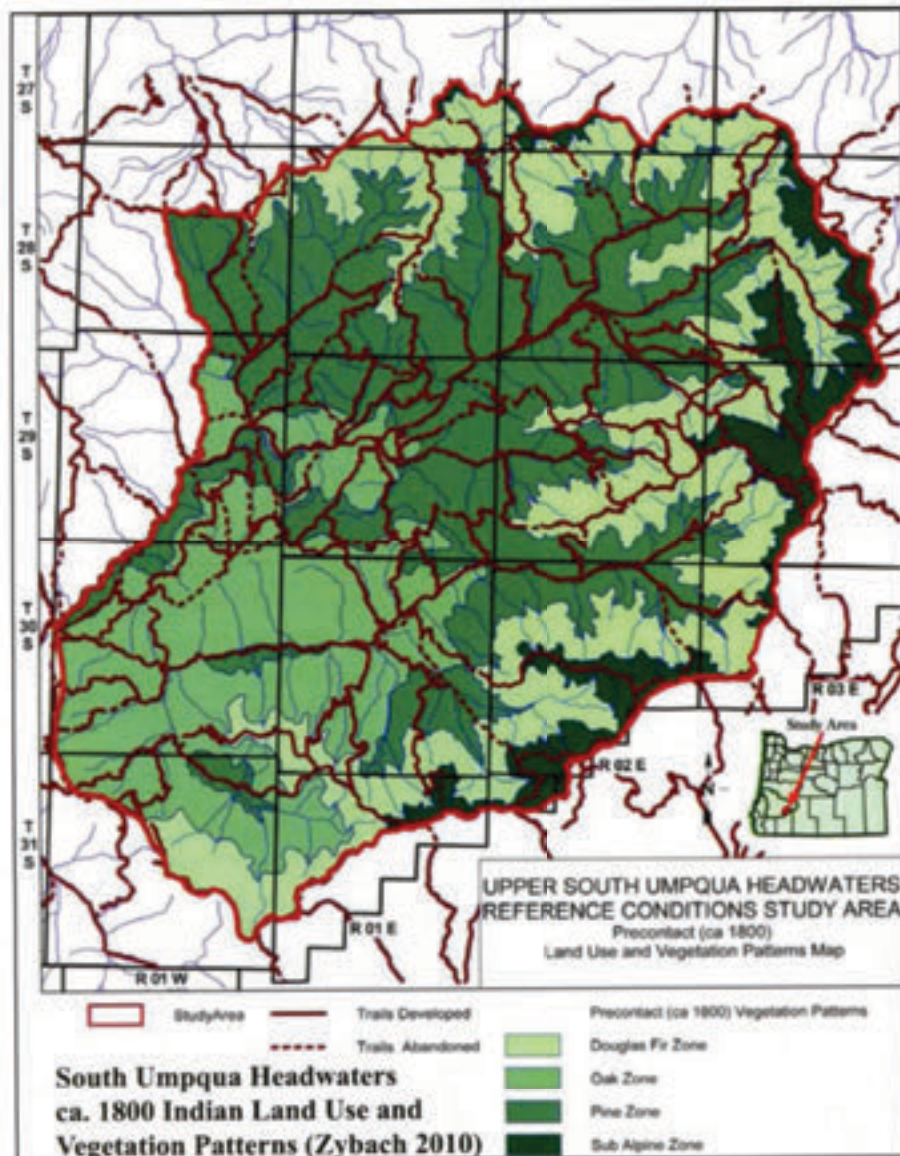 T
27
S
T
28
S
T
29
S
T
30
S
T
31
S
R 03 E
Study Area
R 02 E
N
R 01 E
R 01 W
UPPER SOUTH UMPQUA HEADWATERS
REFERENCE CONDITIONS STUDY AREA
Precontact (ca 1800)
Land Use and Vegetation Patterns Map
StudyArea
Trails Developed
Trails Abandoned
Precontact (ca 1800) Vegetation Patterns
Douglas Fir Zone
Oak Zone
Pine Zone
Sub Alpine Zone
South Umpqua Headwaters
ca. 1800 Indian Land Use and
Vegetation Patterns (Zybach 2010)